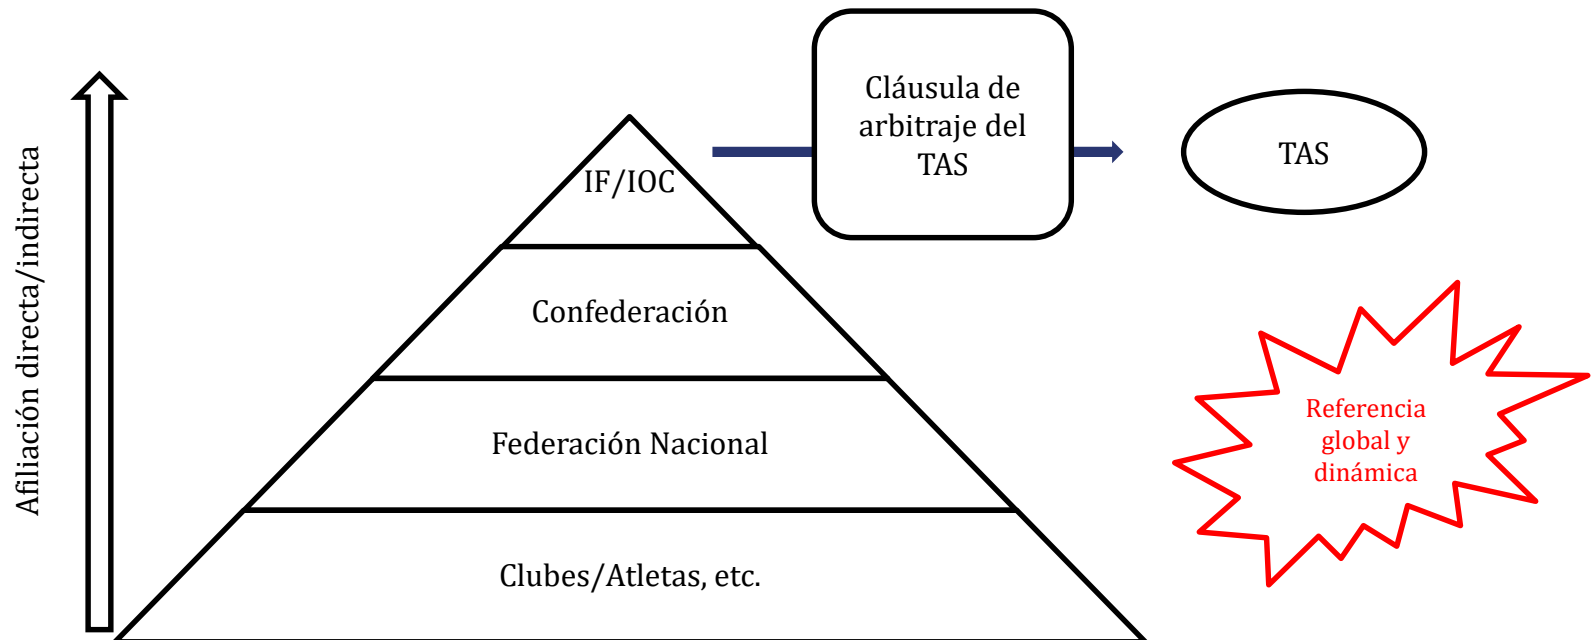 Afiliación directa/indirecta
IF/IOC
Confederación
Federación Nacional
Clubes/Atletas, etc.
Cláusula de
arbitraje del
TAS
TAS
Referencia
global y
dinámica